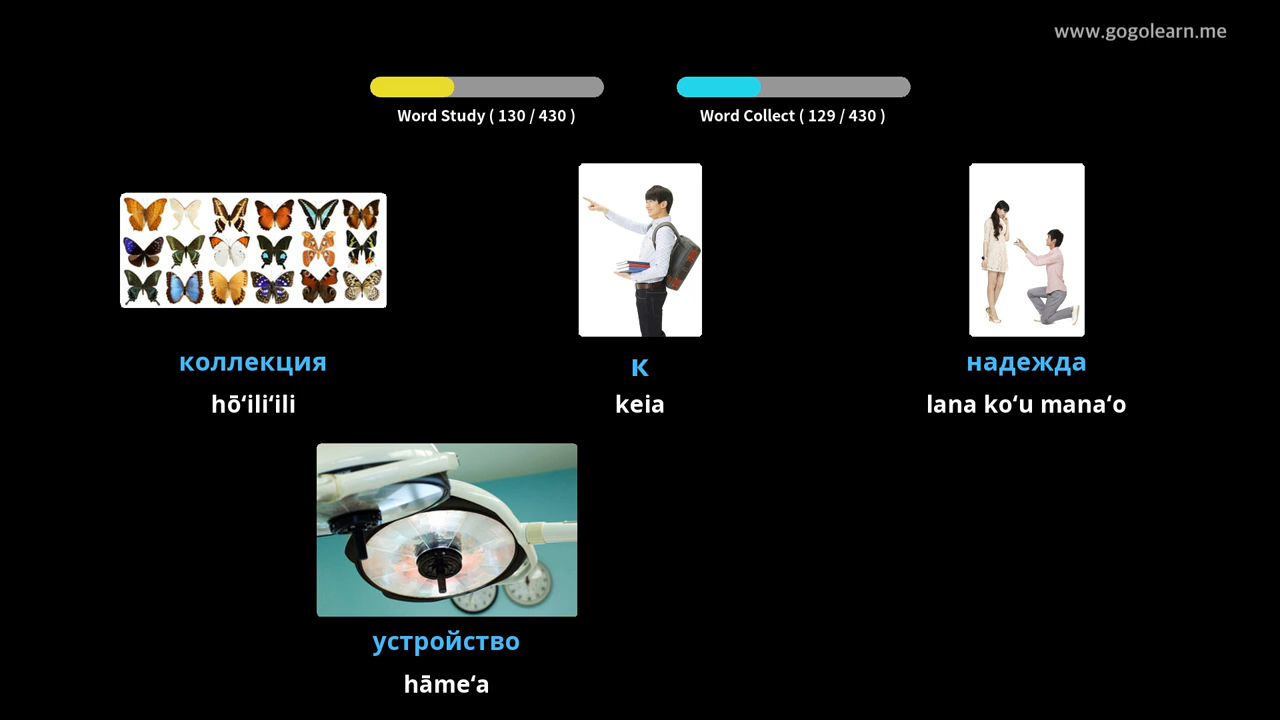 www.gogolearn.me
Word Study ( 130 / 430 )
Word Collect ( 129 / 430 )
коллекция
hōʻiliʻili
к
keia
надежда
lana koʻu manaʻo
устройство
hāmeʻa